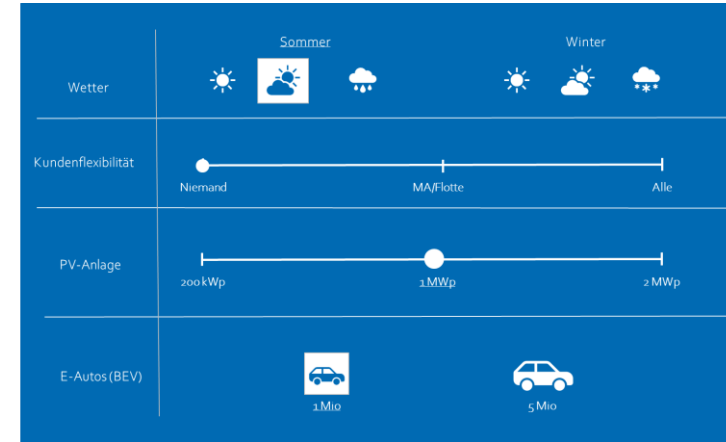 Sommer Winter
Wetter
Kundenflexibilität
Niemand MA/Flotte Alle
PV-Anlage
200 kWp 1 MWp 2 MWp
E-Autos (BEV)
1 Mio 5 Mio